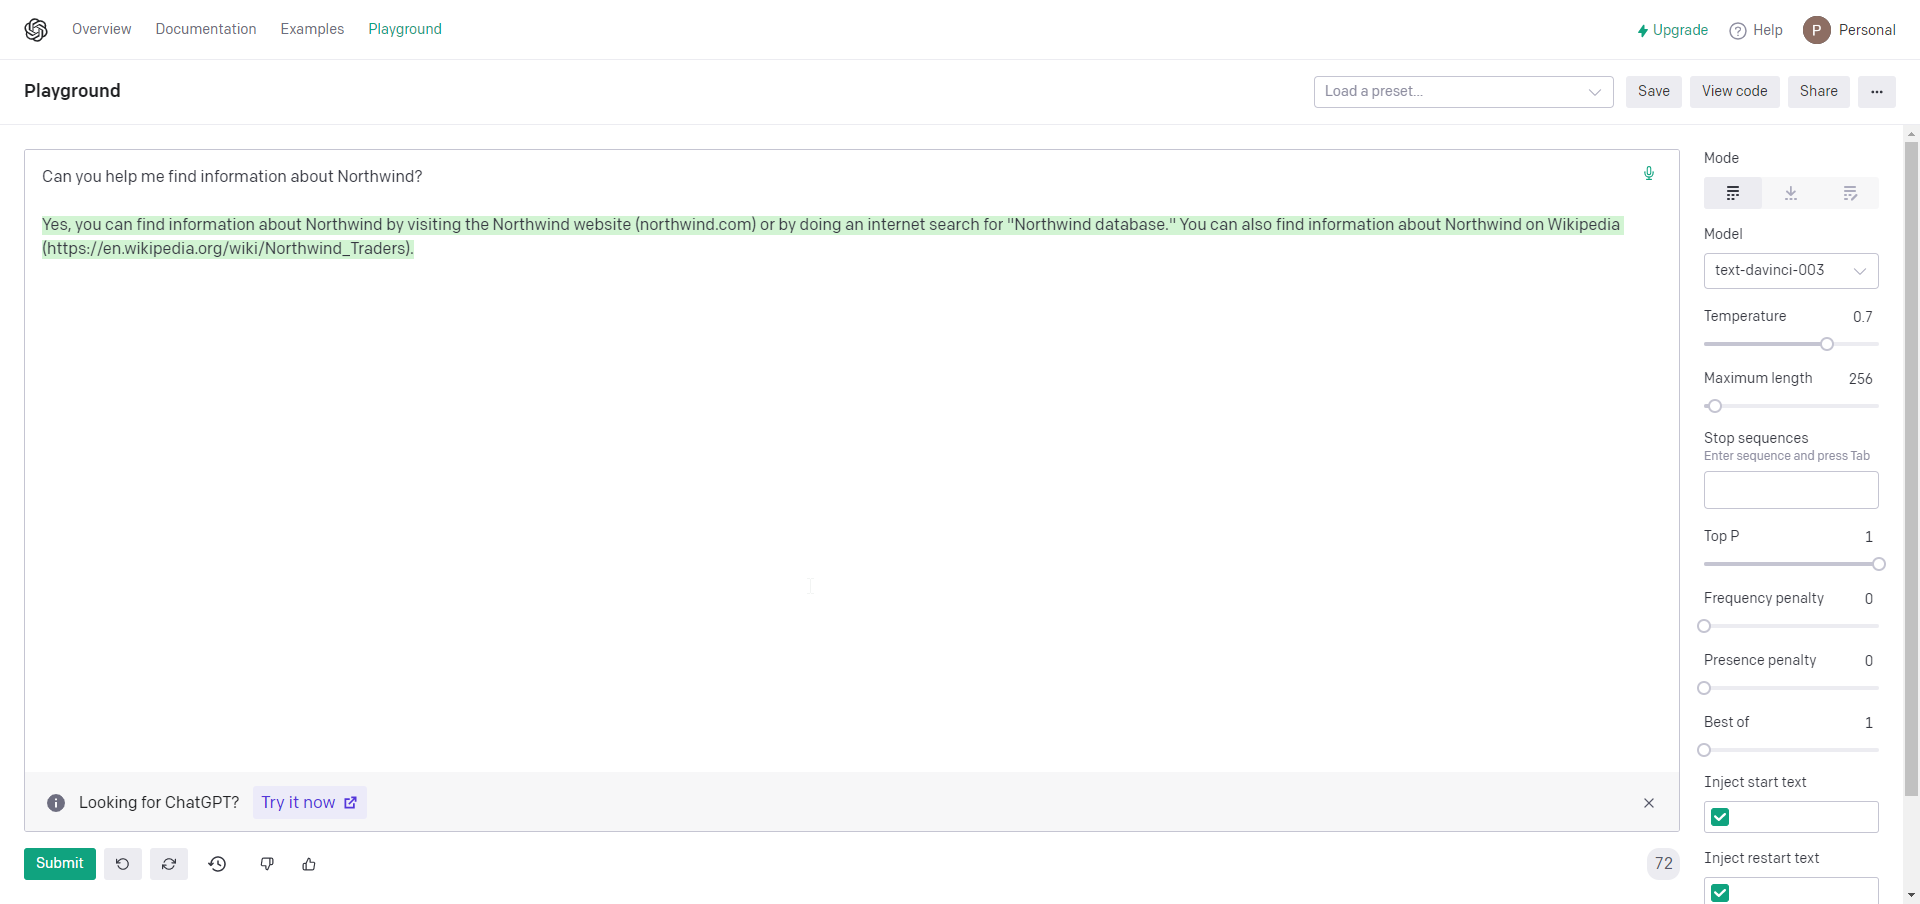 Overview Documentation Examples Playground
Upgrade Help P Personal
Playground
Load a preset... Save View code Share ...
Can you help me find information about Northwind?
Yes, you can find information about Northwind by visiting the Northwind website (northwind.com) or by doing an internet search for "Northwind database." You can also find information about Northwind on Wikipedia
(https://en.wikipedia.org/wiki/Northwind_Traders).
Looking for ChatGPT? Try it now
Submit
72
Mode
Model
text-davinci-003
Temperature 0.7
Maximum length 256
Stop sequences
Enter sequence and press Tab
Top P 1
Frequency penalty 0
Presence penalty 0
Best of 1
Inject start text
Inject restart text